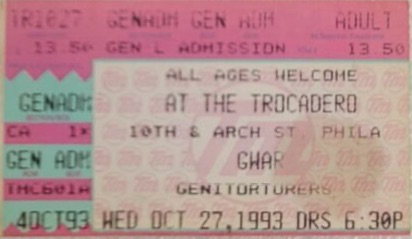 TR1027 GENADM GEN ADM ADULT
13.50 GEN L ADMISSION 13.50
ALL AGES WELCOME
GENADM AT THE TROCADERO
CA 1x 10TH & ARCH ST. PHILA
GEN ADM GWAR
TMC601A GENITORTURERS
4OCT93 WED OCT 27,1993 DRS 6:30P